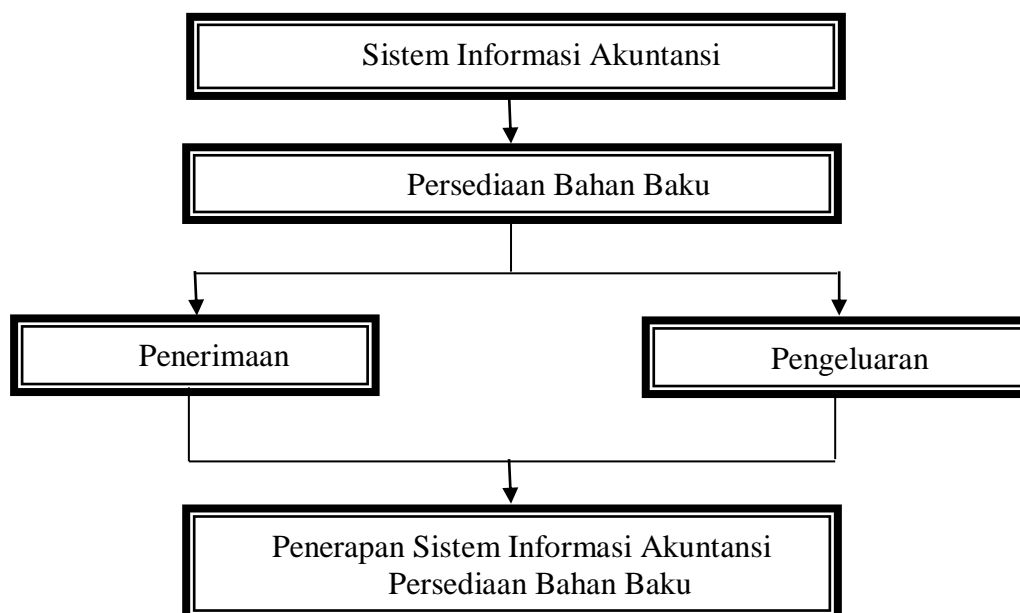 Sistem Informasi Akuntansi
Persediaan Bahan Baku
Penerimaan
Pengeluaran
Penerapan Sistem Informasi Akuntansi
Persediaan Bahan Baku